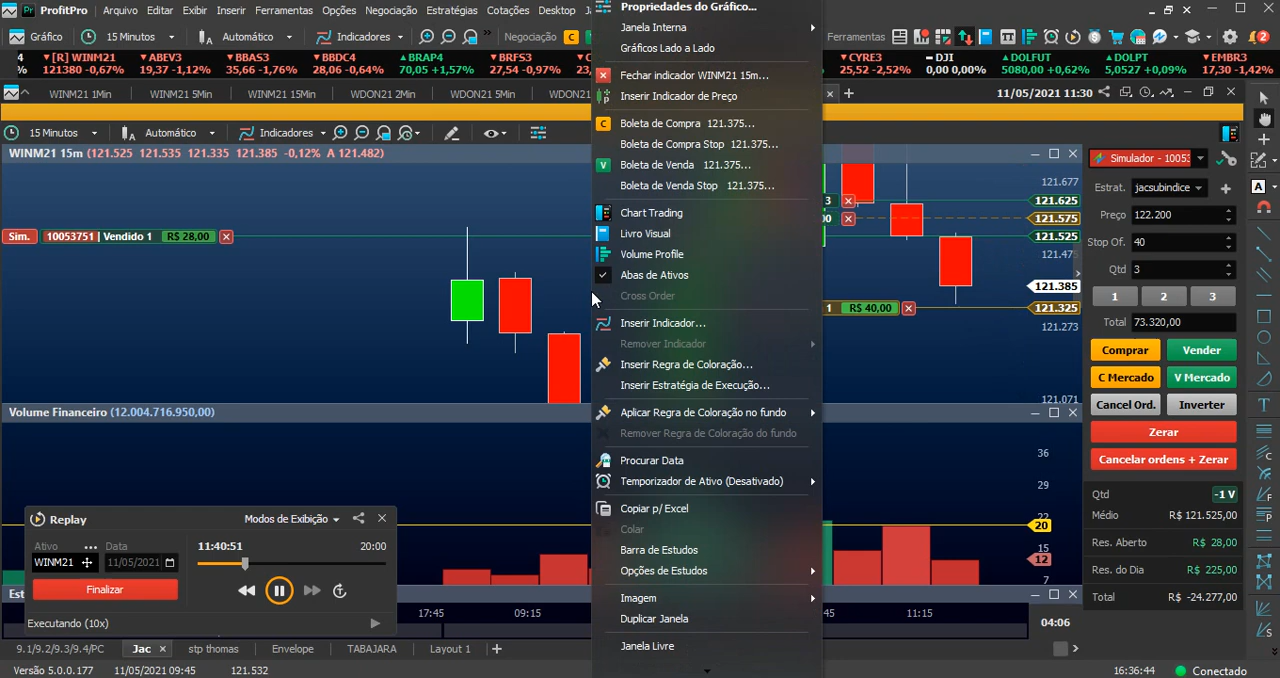 ProfitPro Arquivo Editar Exibir Inserir Ferramentas Opções Negociação Estratégias Cotações Desktop
Gráfico 15 Minutos Automático Indicadores Negociação C Ferramentas
[R] WINM21 ABEV3 BBAS3 BBDC4 BRAP4 BRFS3 CYRE3 DJI DOLFUT DOLPT EMBR3
121380 -0,67% 19,37 -1,12% 35,66 -1,76% 28,06 -0,64% 70,05 +1,57% 27,54 -0,97% 25,52 -2,52% 0,00 0,00% 5080,00 +0,62% 5,0527 +0,09% 17,30 -1,42%
WINM21 1Min WINM21 5Min WINM21 15Min WDON21 2Min WDON21 5Min WDON21 11/05/2021 11:30
15 Minutos Automático Indicadores
WINM21 15m (121.525 121.535 121.335 121.385 -0,12% A 121.482)
Sim. 10053751 | Vendido 1 R$ 28,00
Propriedades do Gráfico...
Janela Interna
Gráficos Lado a Lado
Fechar indicador WINM21 15m...
Inserir Indicador de Preço
C Boleta de Compra 121.375...
Boleta de Compra Stop 121.375...
V Boleta de Venda 121.375...
Boleta de Venda Stop 121.375...
Chart Trading
Livro Visual
Volume Profile
Abas de Ativos
Cross Order
Inserir Indicador...
Remover Indicador
Inserir Regra de Coloração...
Inserir Estratégia de Execução...
Aplicar Regra de Coloração no fundo
Remover Regra de Coloração do fundo
Procurar Data
Temporizador de Ativo (Desativado)
Copiar p/ Excel
Colar
Barra de Estudos
Opções de Estudos
Imagem
Duplicar Janela
Janela Livre
121.677
121.625
121.575
121.525
121.475
121.385
1 R$ 40,00 121.325
121.273
121.071
Volume Financeiro (12.004.716.950,00)
36
29
22
20
15
12
7
Replay Modos de Exibição
Ativo Data 11:40:51 20:00
WINM21 11/05/2021
Finalizar
Executando (10x)
17:45 09:15 11:15
04:06
Simulador - 10053
Estrat. jacsubindice
Preço 122.200
Stop Of. 40
Qtd 3
1 2 3
Total 73.320,00
Comprar Vender
C Mercado V Mercado
Cancel Ord. Inverter
Zerar
Cancelar ordens + Zerar
Qtd -1 V
Médio R$ 121.525,00
Res. Aberto R$ 28,00
Res. do Dia R$ 225,00
Total R$ -24.277,00
9.1/9.2/9.3/9.4/PC Jac stp thomas Envelope TABAJARA Layout 1
Versão 5.0.0.177 11/05/2021 09:45 121.532 16:36:44 Conectado